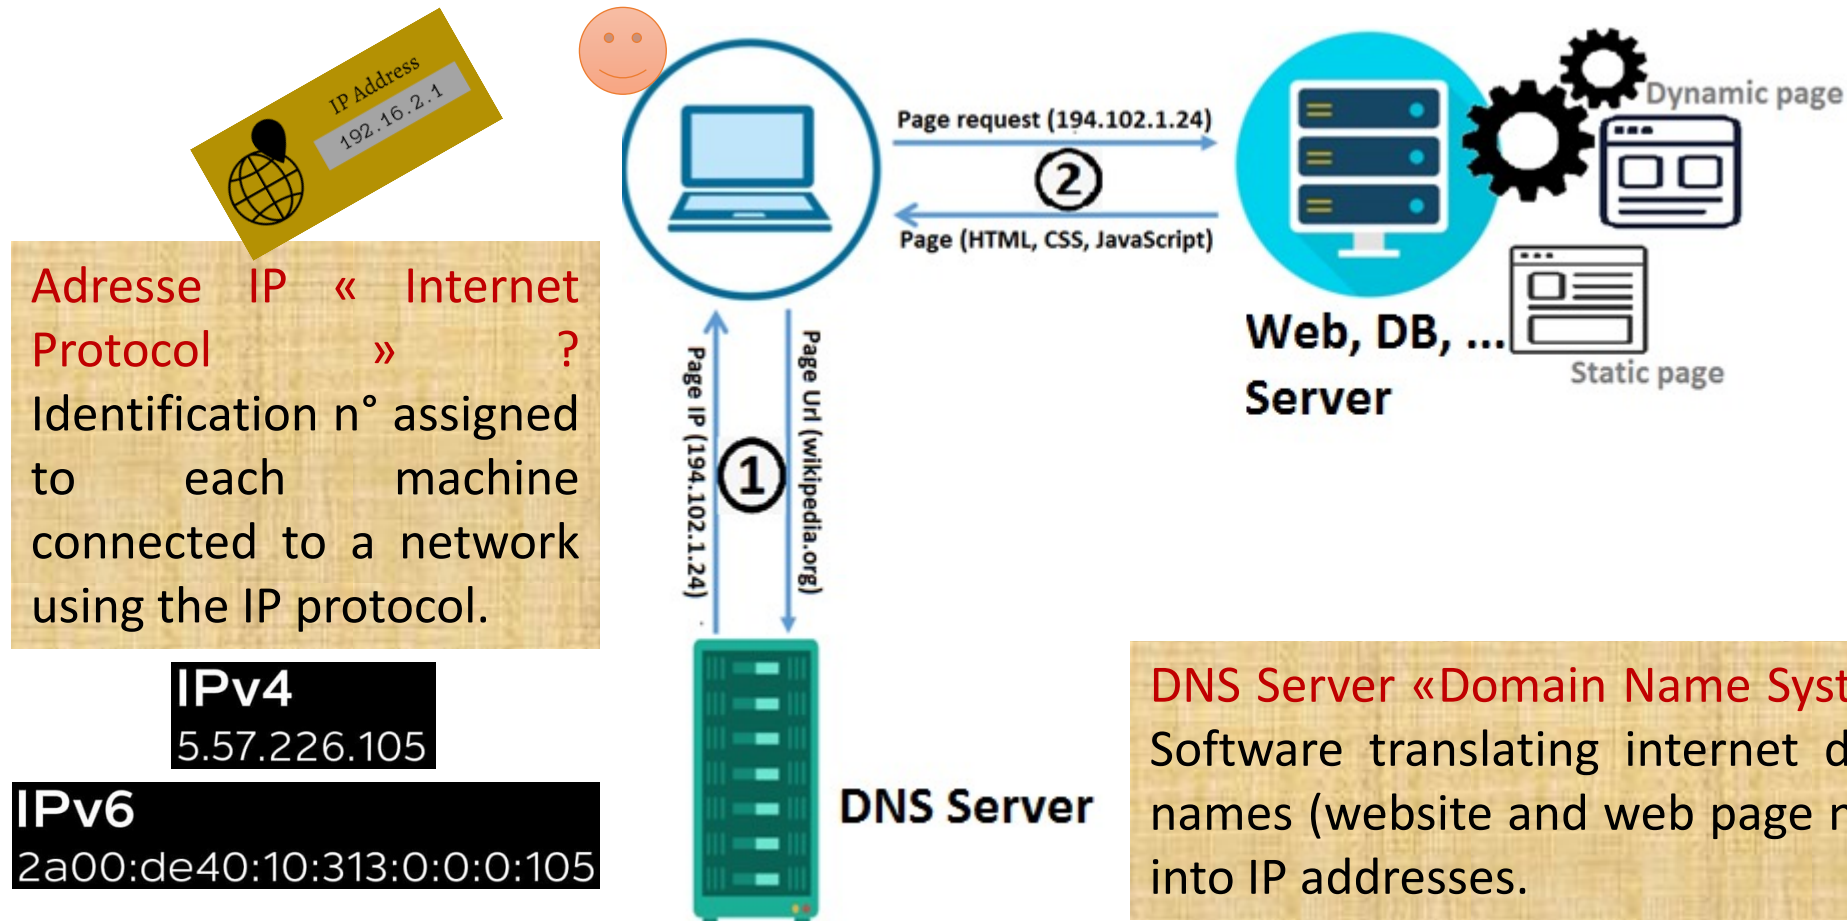 IP Address
192.16.2.1
Adresse IP « Internet
Protocol » ?
Identification n° assigned
to each machine
connected to a network
using the IP protocol.
IPv4
5.57.226.105
IPv6
2a00:de40:10:313:0:0:0:105
Page request (194.102.1.24)
2
Page (HTML, CSS, JavaScript)
Dynamic page
Web, DB, ...
Server
Static page
Page IP (194.102.1.24)
1
Page Url (wikipedia.org)
DNS Server
DNS Server «Domain Name
Software translating internet
names (website and web page
into IP addresses.